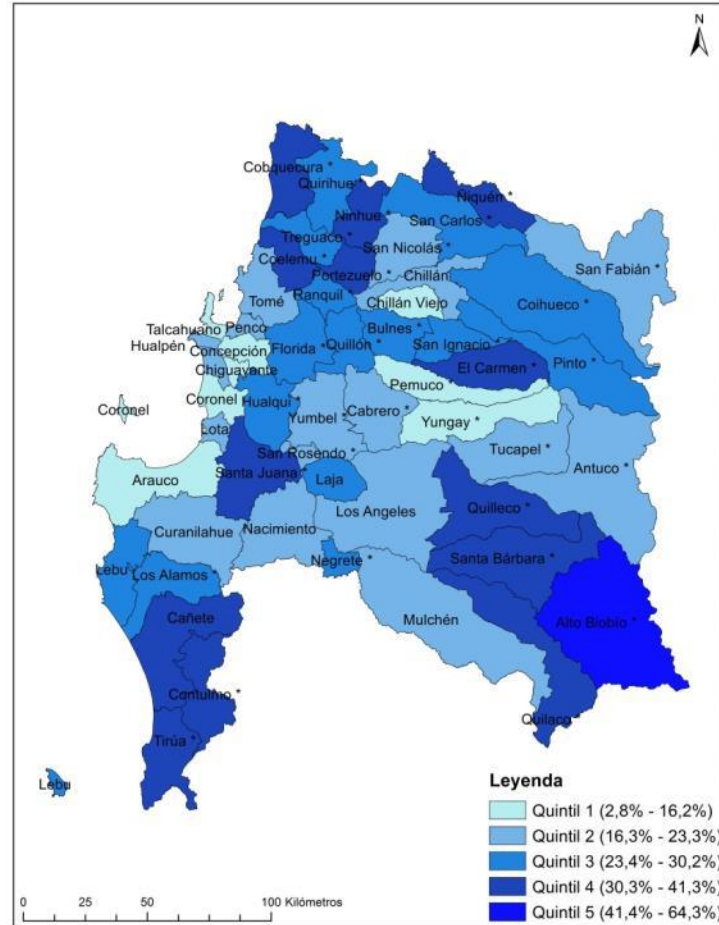 N
Cobquecura *
Quirihue *
Ñiquén *
Ninhue *
San Carlos *
Treguaco *
San Nicolás *
Coelemu *
San Fabián *
Portezuelo *
Chillán
Tomé
Ranquil *
Chillán Viejo
Coihueco *
Talcahuano
Penco
Bulnes *
Hualpén
Concepción
Florida *
Quillón *
San Ignacio *
Chiguayante
El Carmen *
Pinto *
Pemuco *
Coronel
Coronel
Hualqui *
Yumbel *
Cabrero *
Yungay *
Lota
San Rosendo *
Tucapel *
Santa Juana *
Antuco *
Arauco
Laja
Los Angeles
Quilleco *
Curanilahue
Nacimiento
Negrete *
Santa Bárbara *
Lebu *
Los Alamos *
Cañete
Mulchén
Alto Biobío *
Contulmo *
Quilaco *
Tirúa *
Lebu
Leyenda
Quintil 1 (2,8% - 16,2%)
Quintil 2 (16,3% - 23,3%)
Quintil 3 (23,4% - 30,2%)
Quintil 4 (30,3% - 41,3%)
Quintil 5 (41,4% - 64,3%)
0 25 50 100 Kilómetros